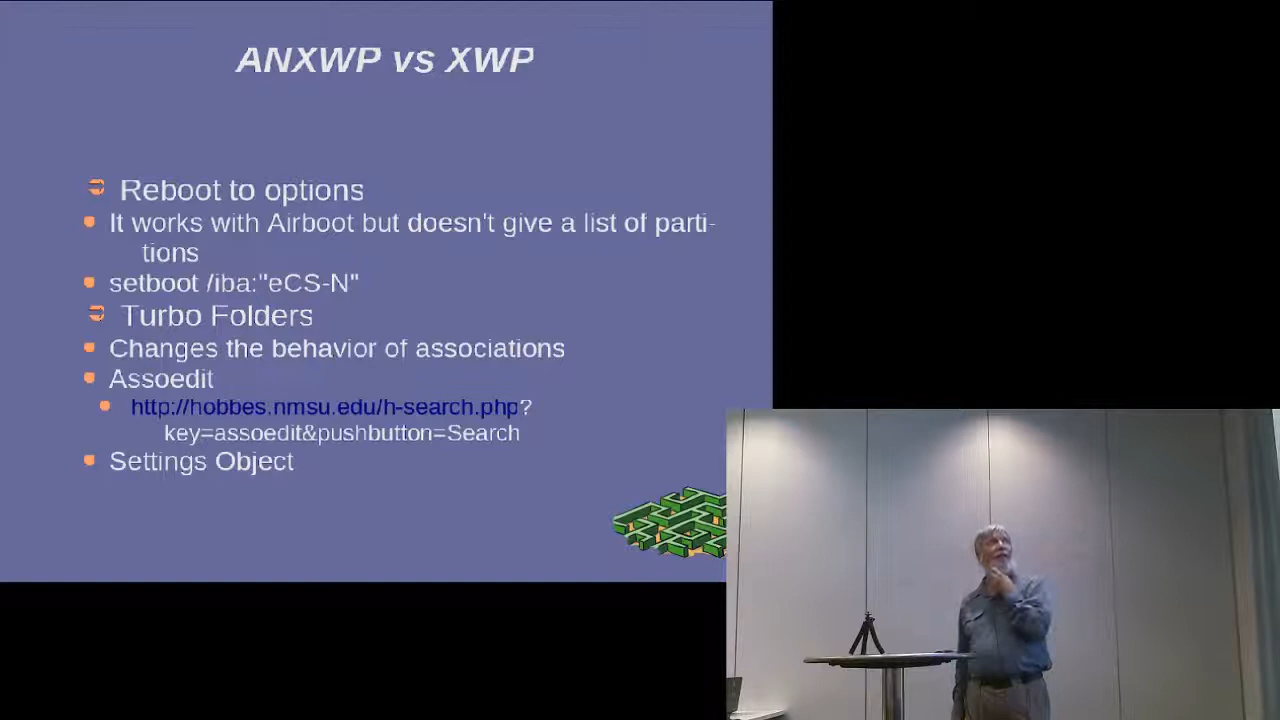 ANXWP vs XWP
Reboot to options
It works with Airboot but doesn't give a list of parti-
tions
setboot /iba:"eCS-N"
Turbo Folders
Changes the behavior of associations
Assoedit
http://hobbes.nmsu.edu/h-search.php?
key=assoedit&pushbutton=Search
Settings Object